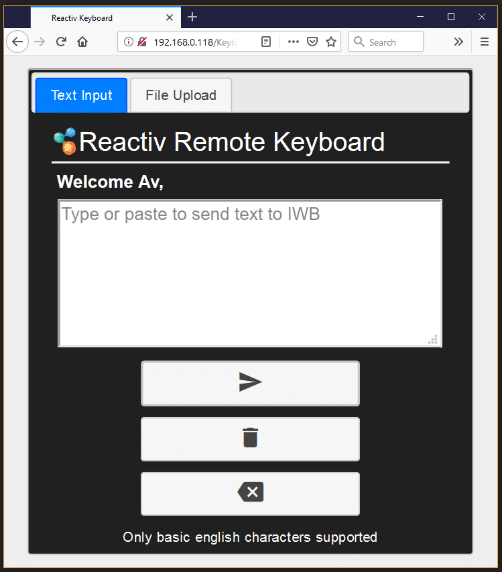 Reactiv Keyboard
192.168.0.118/Keyb
Search
Text Input
File Upload
Reactiv Remote Keyboard
Welcome Av,
Type or paste to send text to IWB
Only basic english characters supported